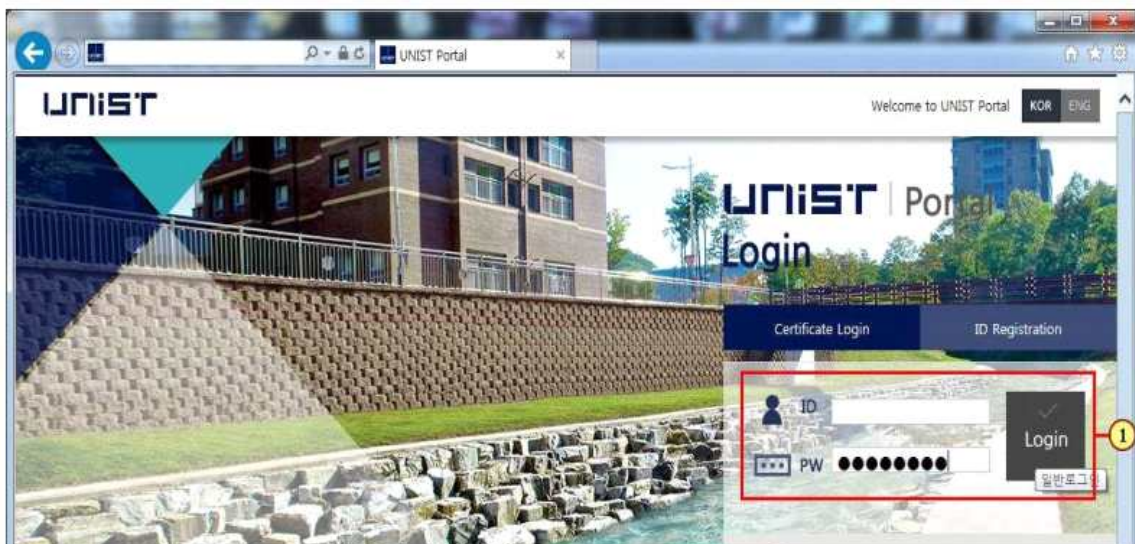 UNIST Portal
UNIST
Welcome to UNIST Portal KOR ENG
UNIST Portal
Login
Certificate Login ID Registration
ID
PW
Login
일반로그인
1